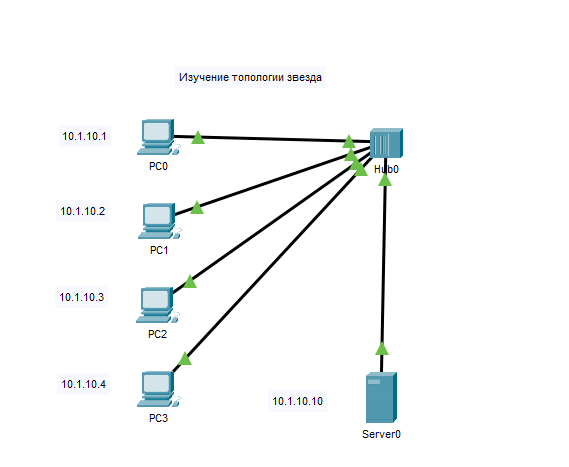 Изучение топологии звезда
10.1.10.1
PC0
Hub0
10.1.10.2
PC1
10.1.10.3
PC2
10.1.10.4
PC3
10.1.10.10
Server0